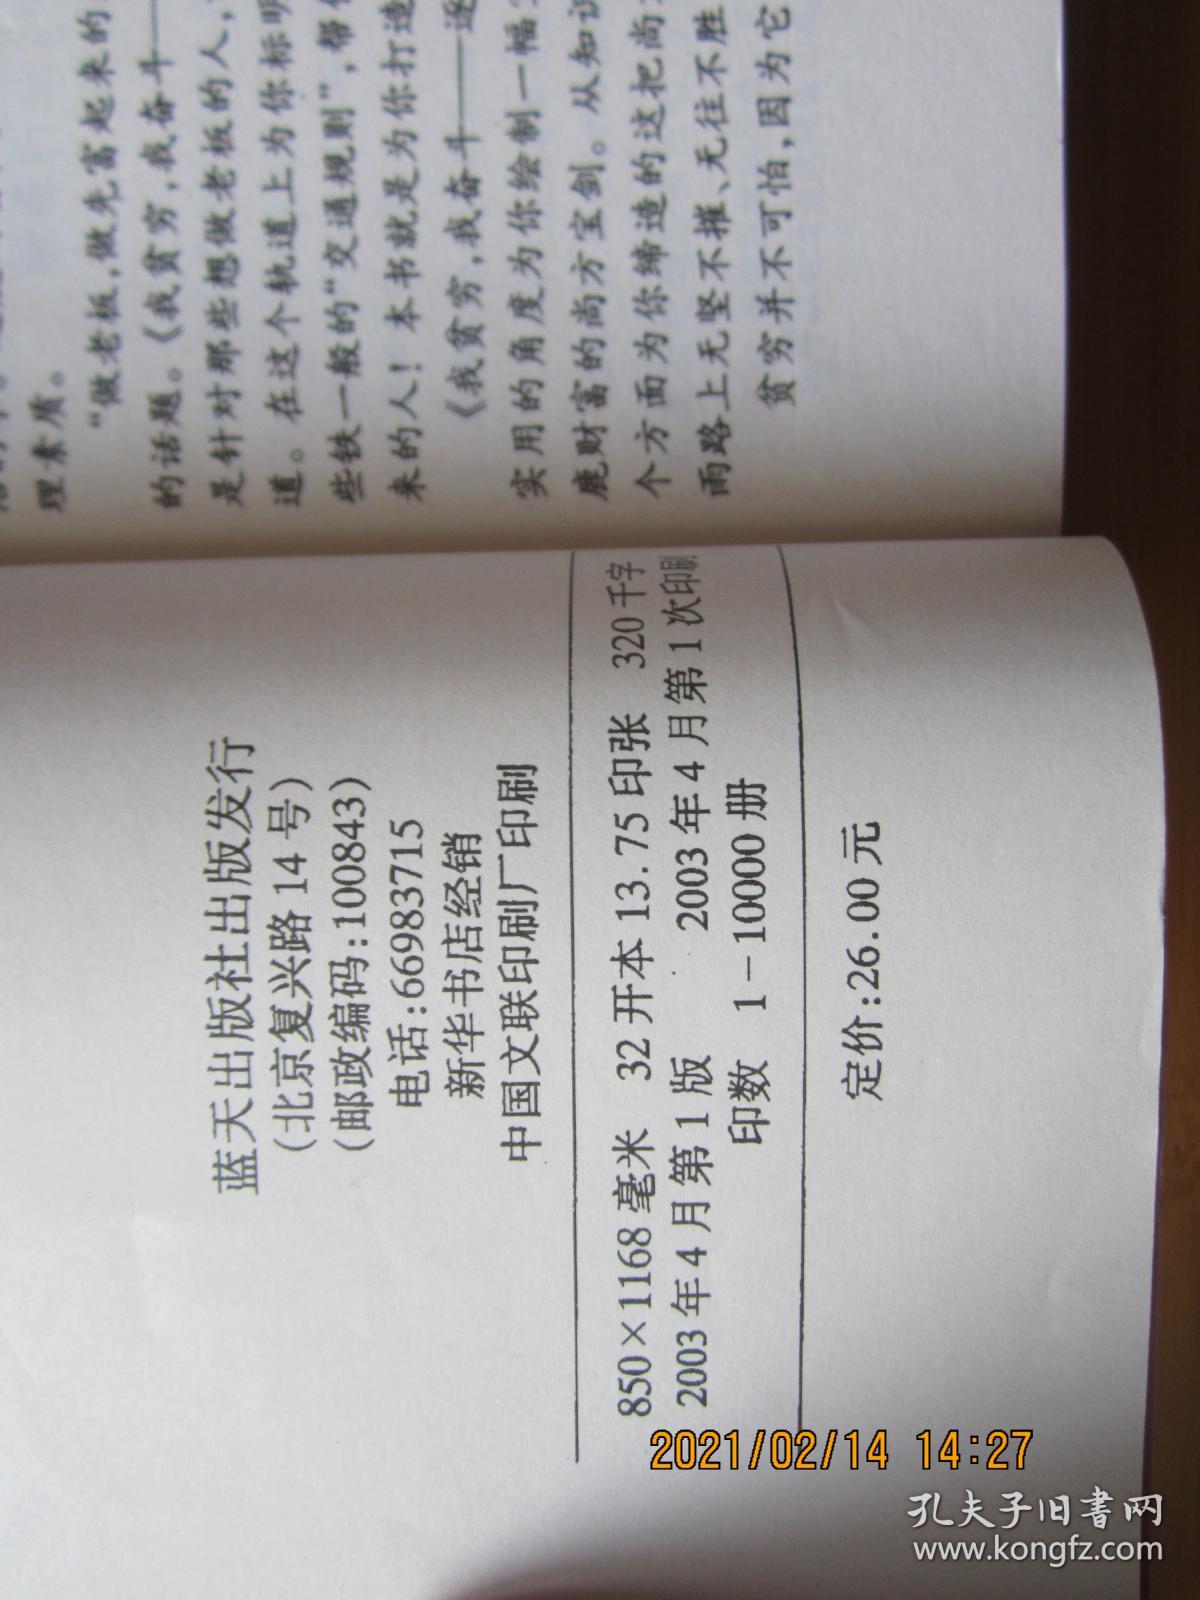 理素质。
“做老板,做先富起来的
的话题。《我贫穷,我奋斗——
是针对那些想做老板的人,
道。在这个轨道上为你标明
些铁一般的“交通规则”,帮
来的人！本书就是为你打造
《我贫穷,我奋斗——逐
实用的角度为你绘制一幅
鹿财富的尚方宝剑。从知识
个方面为你缔造的这把尚
雨路上无坚不摧、无往不胜
贫穷并不可怕,因为它
蓝天出版社出版发行
(北京复兴路14号)
(邮政编码:100843)
电话:66983715
新华书店经销
中国文联印刷厂印刷
850×1168毫米 32开本 13.75印张 320千字
2003年4月第1版 2003年4月第1次印刷
印数 1-10000册
定价:26.00元
2021/02/14 14:27
孔夫子旧书网
www.kongfz.com